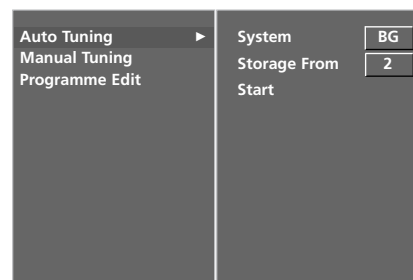 Auto Tuning ►
Manual Tuning
Programme Edit
System BG
Storage From 2
Start